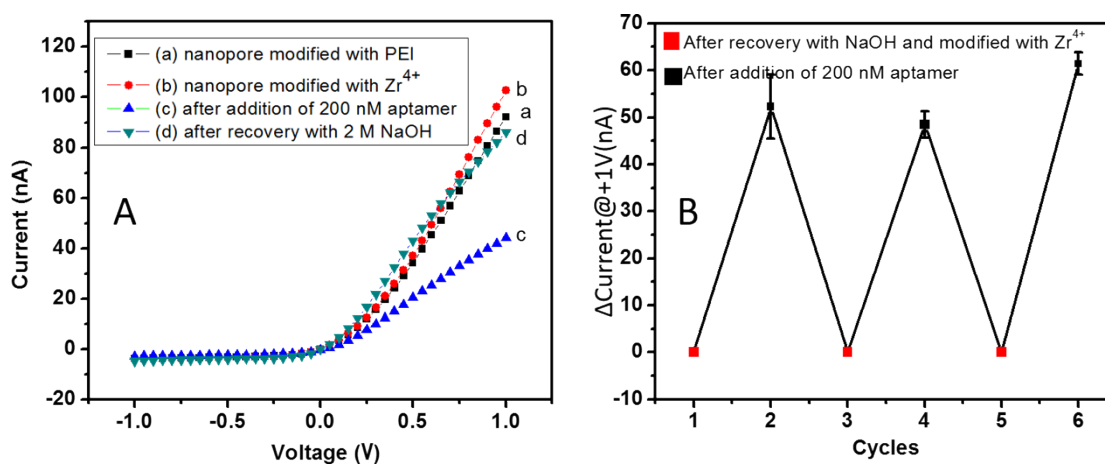 120
100
80
60
40
20
0
-20
Current (nA)
(a) nanopore modified with PEI
(b) nanopore modified with Zr⁴⁺
(c) after addition of 200 nM aptamer
(d) after recovery with 2 M NaOH
A
b
a
d
c
-1.0 -0.5 0.0 0.5 1.0
Voltage (V)
70
60
50
40
30
20
10
0
-10
ΔCurrent@+1V(nA)
After recovery with NaOH and modified with Zr⁴⁺
After addition of 200 nM aptamer
B
1 2 3 4 5 6
Cycles